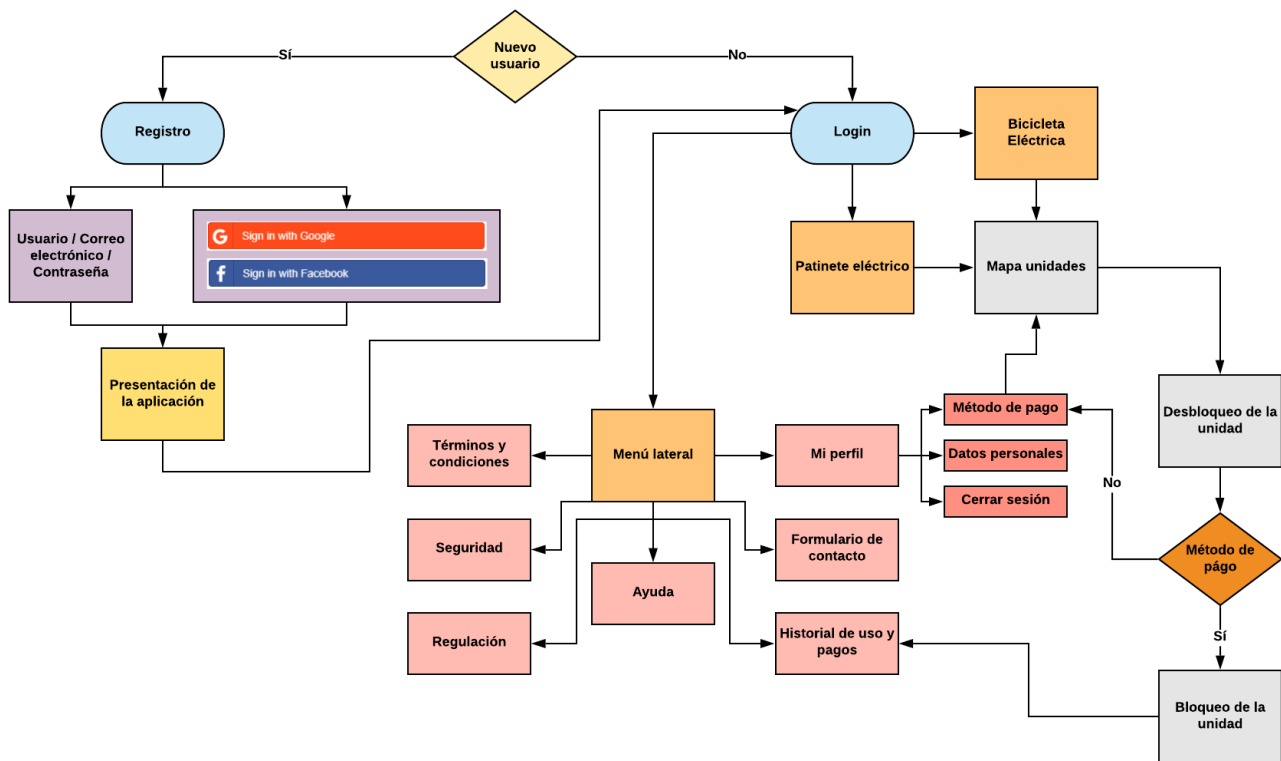 Nuevo
usuario
Sí
No
Registro
Login
Bicicleta
Eléctrica
Usuario / Correo
electrónico /
Contraseña
G Sign in with Google
f Sign in with Facebook
Patinete eléctrico
Mapa unidades
Presentación de
la aplicación
Desbloqueo de la
unidad
Términos y
condiciones
Menú lateral
Mi perfil
Método de pago
Datos personales
Cerrar sesión
No
Seguridad
Formulario de
contacto
Método de
págo
Ayuda
Regulación
Historial de uso y
pagos
Sí
Bloqueo de la
unidad